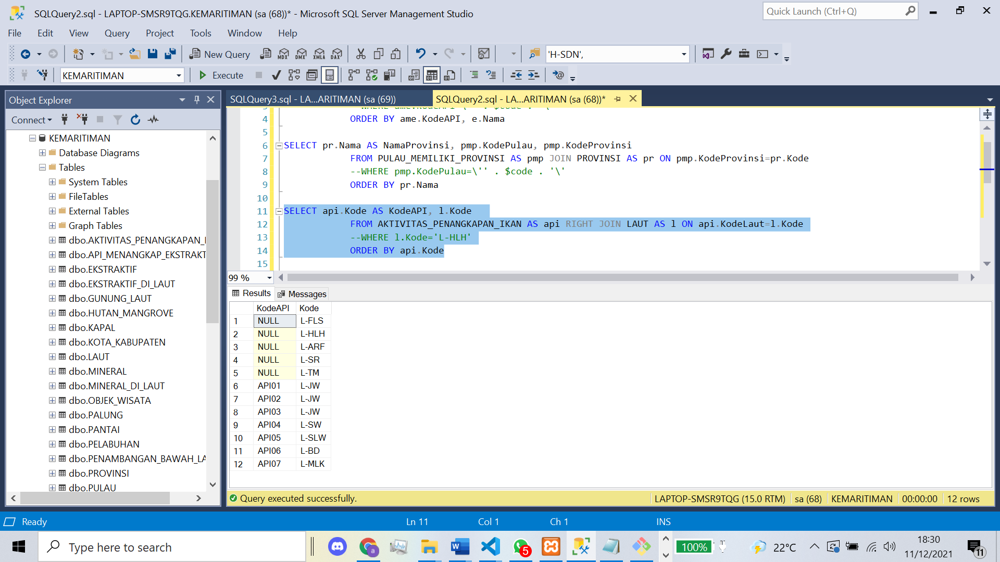 SQLQuery2.sql - LAPTOP-SMSR9TQG.KEMARITIMAN (sa (68))* - Microsoft SQL Server Management Studio
Quick Launch (Ctrl+Q)
File Edit View Query Project Tools Window Help
New Query MDX DMX XMLA DAX 'H-SDN',
KEMARITIMAN Execute
Object Explorer
Connect
KEMARITIMAN
Database Diagrams
Tables
System Tables
FileTables
External Tables
Graph Tables
dbo.AKTIVITAS_PENANGKAPAN_I
dbo.API_MENANGKAP_EKSTRAKT
dbo.EKSTRAKTIF
dbo.EKSTRAKTIF_DI_LAUT
dbo.GUNUNG_LAUT
dbo.HUTAN_MANGROVE
dbo.KAPAL
dbo.KOTA_KABUPATEN
dbo.LAUT
dbo.MINERAL
dbo.MINERAL_DI_LAUT
dbo.OBJEK_WISATA
dbo.PALUNG
dbo.PANTAI
dbo.PELABUHAN
dbo.PENAMBANGAN_BAWAH_LA
dbo.PROVINSI
dbo.PULAU
SQLQuery3.sql - LA...ARITIMAN (sa (69)) SQLQuery2.sql - LA...ARITIMAN (sa (68))*
4 ORDER BY ame.KodeAPI, e.Nama
5
6 SELECT pr.Nama AS NamaProvinsi, pmp.KodePulau, pmp.KodeProvinsi
7 FROM PULAU_MEMILIKI_PROVINSI AS pmp JOIN PROVINSI AS pr ON pmp.KodeProvinsi=pr.Kode
8 --WHERE pmp.KodePulau=\'' . $code . '\'
9 ORDER BY pr.Nama
10
11 SELECT api.Kode AS KodeAPI, l.Kode
12 FROM AKTIVITAS_PENANGKAPAN_IKAN AS api RIGHT JOIN LAUT AS l ON api.KodeLaut=l.Kode
13 --WHERE l.Kode='L-HLH'
14 ORDER BY api.Kode
15
99 %
Results Messages
KodeAPI Kode
1 NULL L-FLS
2 NULL L-HLH
3 NULL L-ARF
4 NULL L-SR
5 NULL L-TM
6 API01 L-JW
7 API02 L-JW
8 API03 L-JW
9 API04 L-SW
10 API05 L-SLW
11 API06 L-BD
12 API07 L-MLK
Query executed successfully. LAPTOP-SMSR9TQG (15.0 RTM) sa (68) KEMARITIMAN 00:00:00 12 rows
Ready Ln 11 Col 1 Ch 1 INS
Type here to search
a
W
5
100%
22°C
18:30
11/12/2021
11